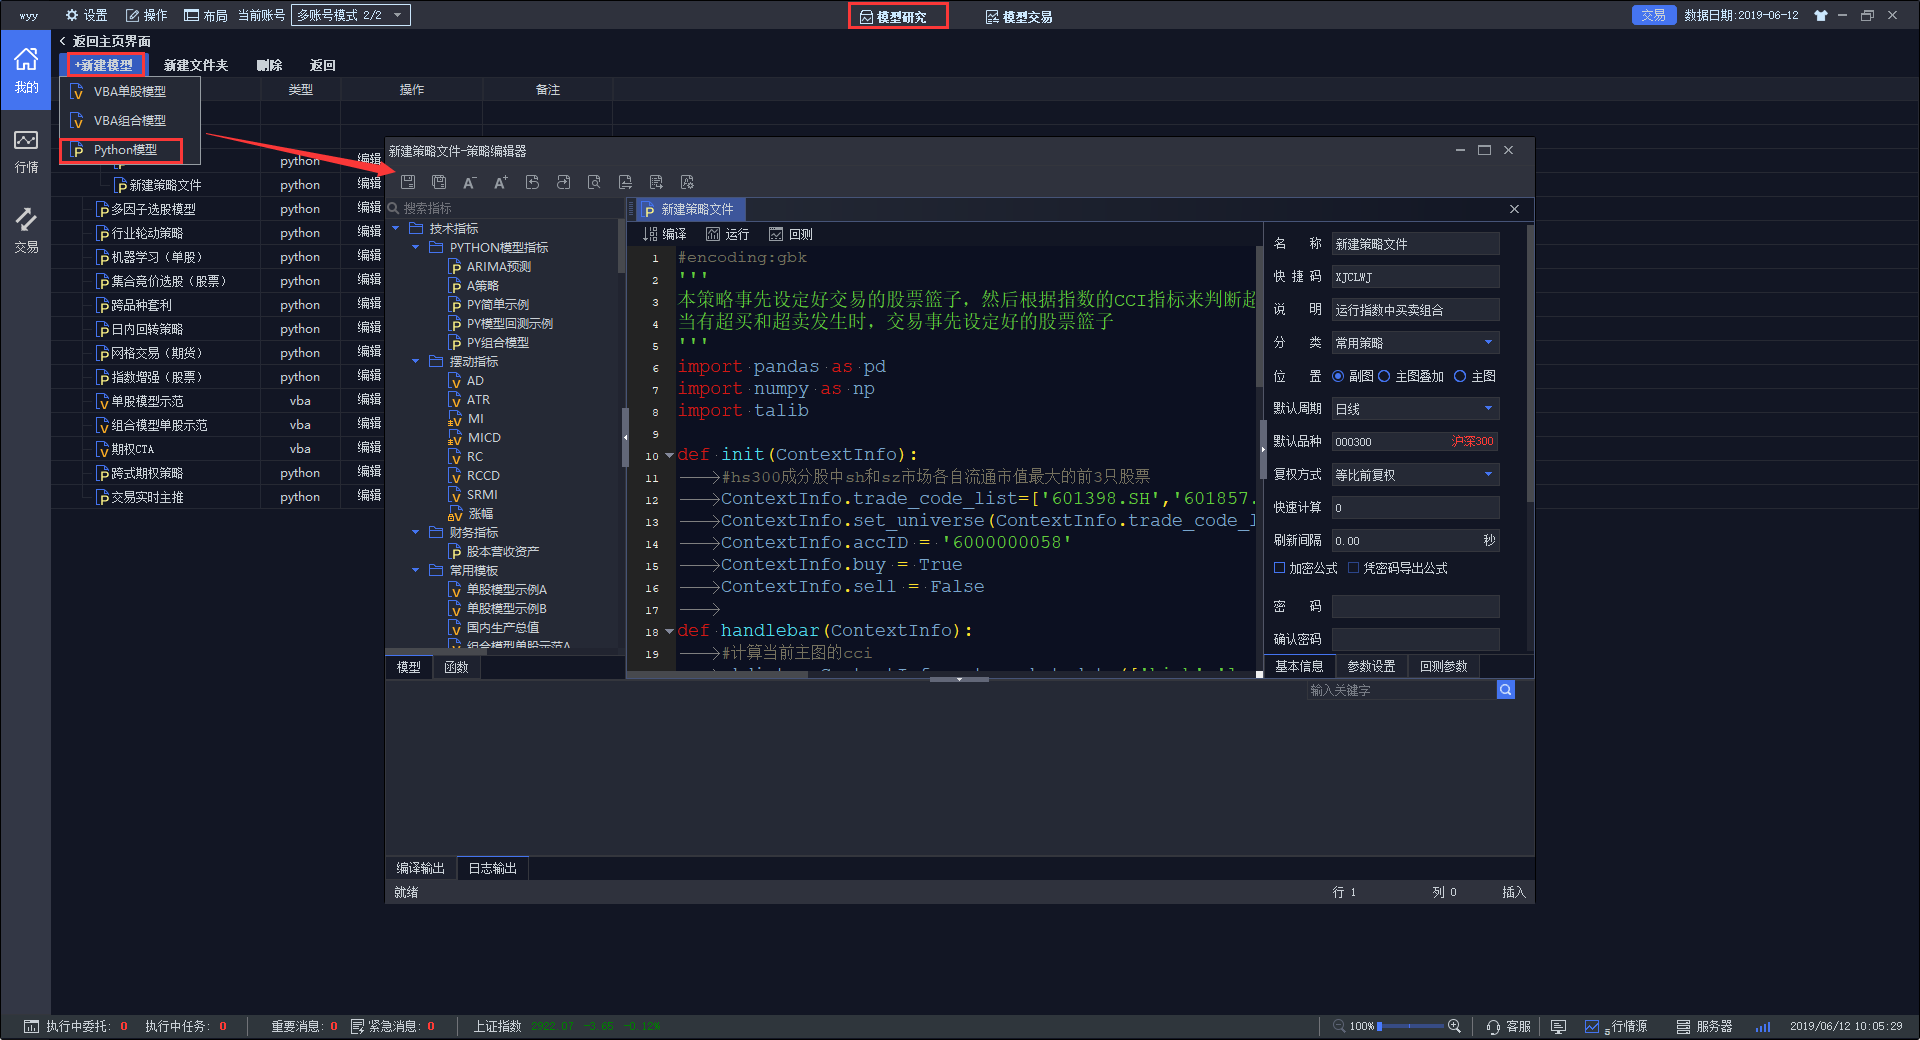 wyy 设置 操作 布局 当前账号 多账号模式 2/2 模型研究 模型交易 交易 数据日期:2019-06-12
返回主页界面
+新建模型 新建文件夹 删除 返回
我的
行情
交易
类型 操作 备注
VBA单股模型
VBA组合模型
Python模型
python 编辑
新建策略文件 python 编辑
多因子选股模型 python 编辑
行业轮动策略 python 编辑
机器学习（单股） python 编辑
集合竞价选股（股票） python 编辑
跨品种套利 python 编辑
日内回转策略 python 编辑
网格交易（期货） python 编辑
指数增强（股票） python 编辑
单股模型示范 vba 编辑
组合模型单股示范 vba 编辑
期权CTA vba 编辑
跨式期权策略 python 编辑
交易实时主推 python 编辑
新建策略文件-策略编辑器
搜索指标
技术指标
PYTHON模型指标
ARIMA预测
A策略
PY简单示例
PY模型回测示例
PY组合模型
摆动指标
AD
ATR
MI
MICD
RC
RCCD
SRMI
涨幅
财务指标
股本营收资产
常用模板
单股模型示例A
单股模型示例B
国内生产总值
组合模型单股示范A
模型 函数
新建策略文件
编译 运行 回测
1 #encoding:gbk
2 '''
3 本策略事先设定好交易的股票篮子，然后根据指数的CCI指标来判断超
4 当有超买和超卖发生时，交易事先设定好的股票篮子
5 '''
6 import pandas as pd
7 import numpy as np
8 import talib
9
10 def init(ContextInfo):
11 #hs300成分股中sh和sz市场各自流通市值最大的前3只股票
12 ContextInfo.trade_code_list=['601398.SH','601857.
13 ContextInfo.set_universe(ContextInfo.trade_code_l
14 ContextInfo.accID = '6000000058'
15 ContextInfo.buy = True
16 ContextInfo.sell = False
17
18 def handlebar(ContextInfo):
19 #计算当前主图的cci
名 称 新建策略文件
快 捷 码 XJCLWJ
说 明 运行指数中买卖组合
分 类 常用策略
位 置 副图 主图叠加 主图
默认周期 日线
默认品种 000300 沪深300
复权方式 等比前复权
快速计算 0
刷新间隔 0.00 秒
加密公式 凭密码导出公式
密 码
确认密码
基本信息 参数设置 回测参数
输入关键字
编译输出 日志输出
就绪 行 1 列 0 插入
执行中委托: 0 执行中任务: 0 重要消息: 0 紧急消息: 0 上证指数 2922.07 -3.65 -0.12% 100% 客服 行情源 服务器 2019/06/12 10:05:29